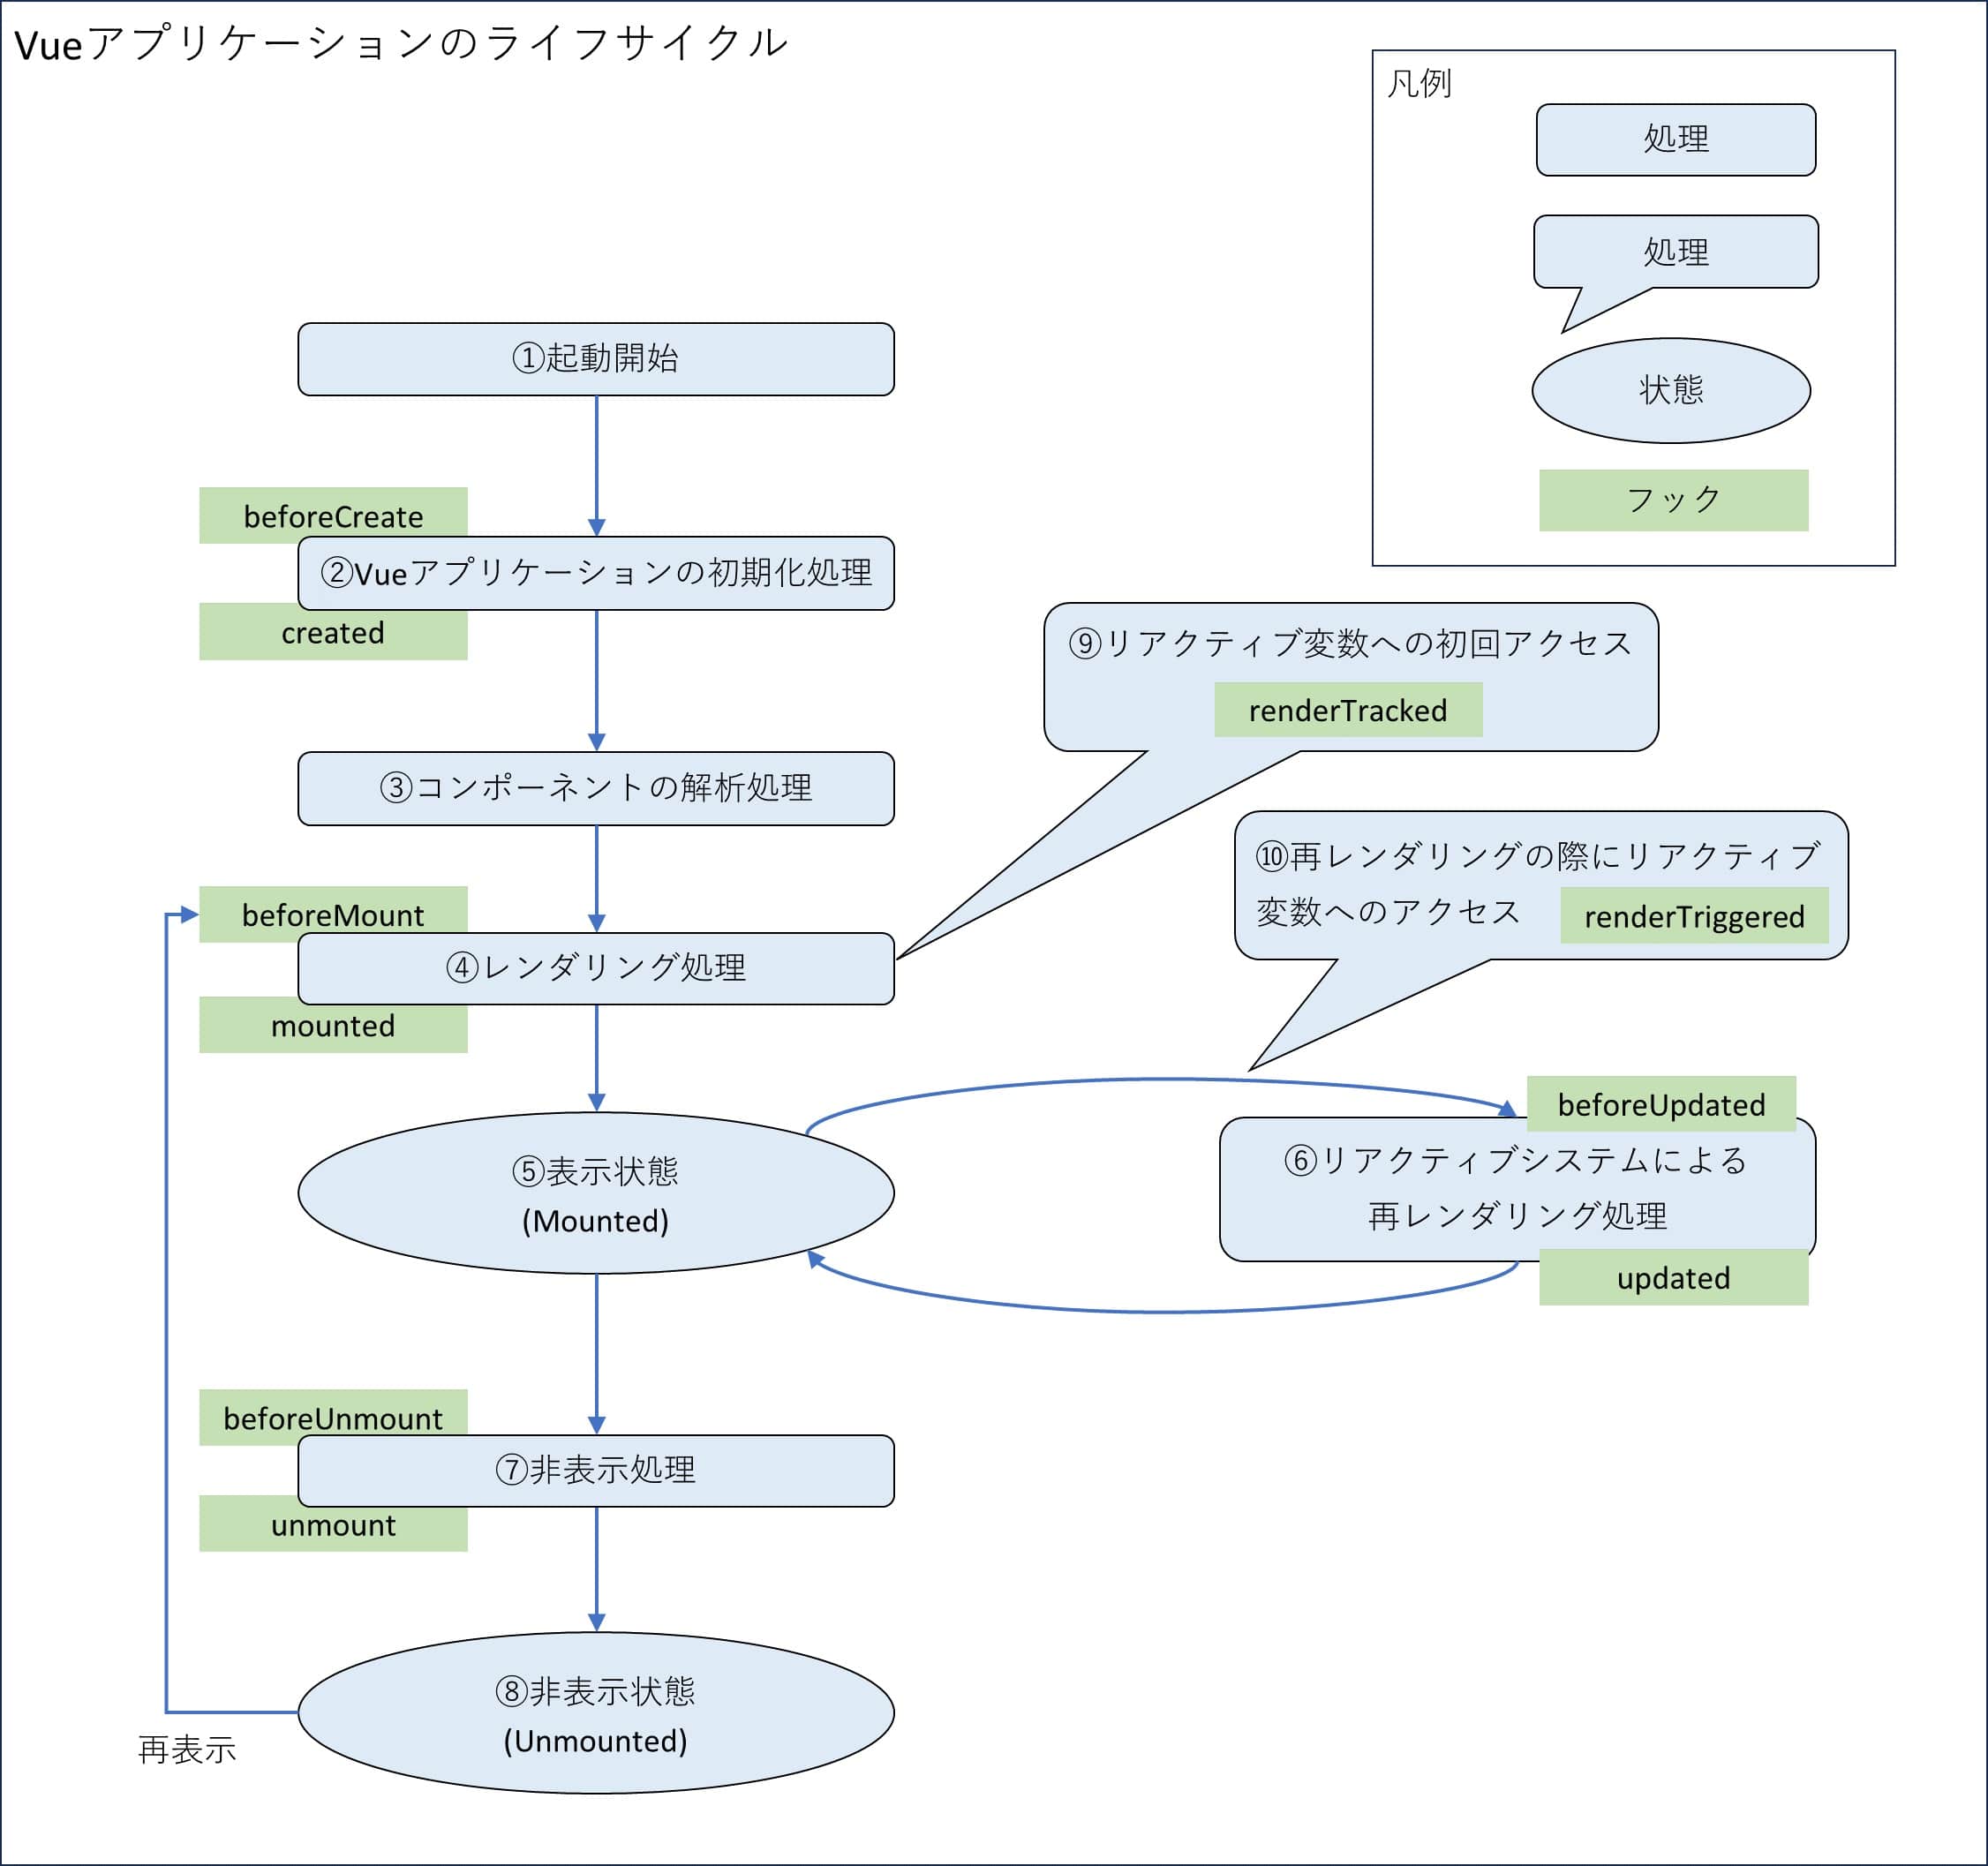 Vueアプリケーションのライフサイクル
凡例
処理
処理
状態
フック
①起動開始
beforeCreate
②Vueアプリケーションの初期化処理
created
③コンポーネントの解析処理
beforeMount
④レンダリング処理
mounted
⑨リアクティブ変数への初回アクセス
renderTracked
⑩再レンダリングの際にリアクティブ
変数へのアクセス renderTriggered
⑤表示状態
(Mounted)
beforeUpdated
⑥リアクティブシステムによる
再レンダリング処理
updated
beforeUnmount
⑦非表示処理
unmount
⑧非表示状態
(Unmounted)
再表示